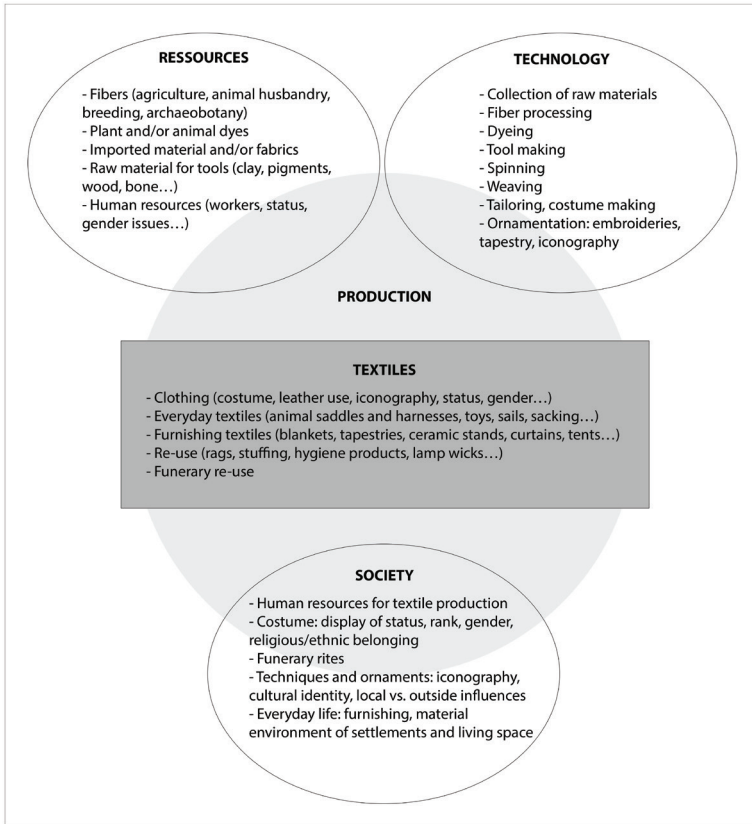 RESSOURCES
- Fibers (agriculture, animal husbandry,
breeding, archaeobotany)
- Plant and/or animal dyes
- Imported material and/or fabrics
- Raw material for tools (clay, pigments,
wood, bone…)
- Human resources (workers, status,
gender issues…)
TECHNOLOGY
- Collection of raw materials
- Fiber processing
- Dyeing
- Tool making
- Spinning
- Weaving
- Tailoring, costume making
- Ornamentation: embroideries,
tapestry, iconography
PRODUCTION
TEXTILES
- Clothing (costume, leather use, iconography, status, gender…)
- Everyday textiles (animal saddles and harnesses, toys, sails, sacking…)
- Furnishing textiles (blankets, tapestries, ceramic stands, curtains, tents…)
- Re-use (rags, stuffing, hygiene products, lamp wicks…)
- Funerary re-use
SOCIETY
- Human resources for textile production
- Costume: display of status, rank, gender,
religious/ethnic belonging
- Funerary rites
- Techniques and ornaments: iconography,
cultural identity, local vs. outside influences
- Everyday life: furnishing, material
environment of settlements and living space